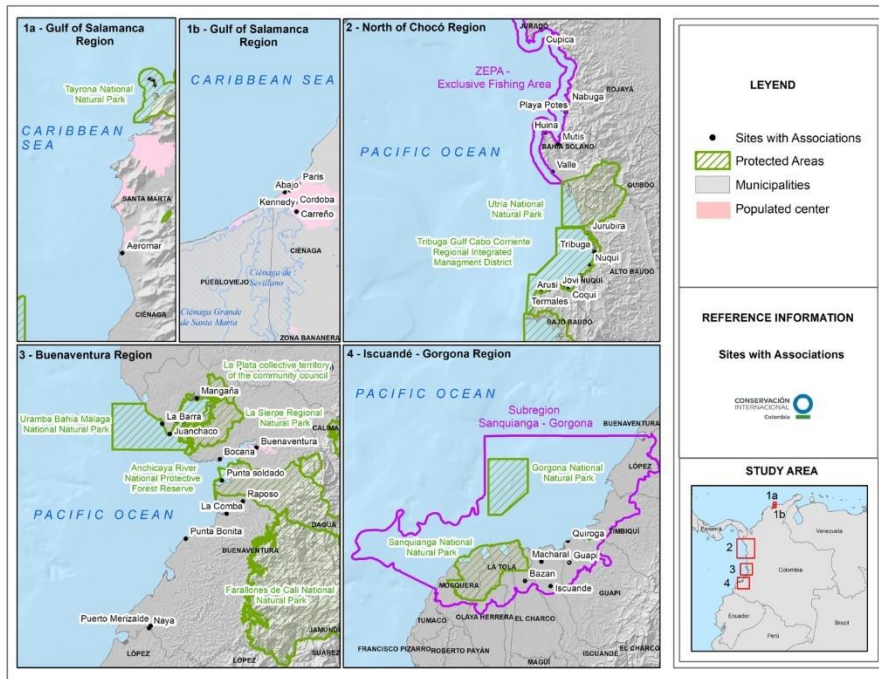 1a - Gulf of Salamanca
Region
Tayrona National
Natural Park
CARIBBEAN
SEA
SANTA MARTA
Aeromar
CIÉNAGA
1b - Gulf of Salamanca
Region
CARIBBEAN SEA
Paris
Abajo
Cordoba
Kennedy
Carreño
CIÉNAGA
Ciénaga de
Sevillano
PUEBLOVIEJO
Ciénaga Grande
de Santa Marta
ZONA BANANERA
2 - North of Chocó Region
JURADÓ
Cupica
ZEPA -
Exclusive Fishing Area
BOJAYÁ
Nabuga
Playa Potes
Huina
Mutis
BAHÍA SOLANO
PACIFIC OCEAN
Valle
QUIBDÓ
Utría National
Natural Park
Jurubira
Tribuga Gulf Cabo Corriente
Regional Integrated
Managment District
Tribuga
Nuquí
ALTO BAUDÓ
Jovi
NUQUÍ
Arusi
Coqui
Termales
BAJO BAUDÓ
3 - Buenaventura Region
La Plata collective territory
of the community council
Mangaña
Uramba Bahía Málaga
National Natural Park
La Barra
La Sierpe Regional
Natural Park
Juanchaco
CALIMA
Buenaventura
Bocana
Anchicaya River
National Protective
Forest Reserve
Punta soldado
Raposo
La Comba
PACIFIC OCEAN
DAGUA
Punta Bonita
BUENAVENTURA
Farallones de Cali National
Natural Park
Puerto Merizalde
Naya
JAMUNDÍ
LÓPEZ
LÓPEZ
SUÁREZ
4 - Iscuandé - Gorgona Region
PACIFIC OCEAN
Subregion
Sanquianga - Gorgona
BUENAVENTURA
LÓPEZ
Gorgona National
Natural Park
TIMBIQUÍ
Sanquianga National
Natural Park
Quiroga
Macharal
Guapi
LA TOLA
Bazan
MOSQUERA
Iscuande
GUAPI
OLAYA HERRERA
TUMACO
EL CHARCO
ISCUANDÉ
EL CHARCO
FRANCISCO PIZARRO
ROBERTO PAYÁN
MAGÜÍ
LEYEND
Sites with Associations
Protected Areas
Municipalities
Populated center
REFERENCE INFORMATION
Sites with Associations
CONSERVACIÓN
INTERNACIONAL
Colombia
STUDY AREA
1a
1b
Panamá
Venezuela
2
3
Colombia
4
Ecuador
Perú
Brazil